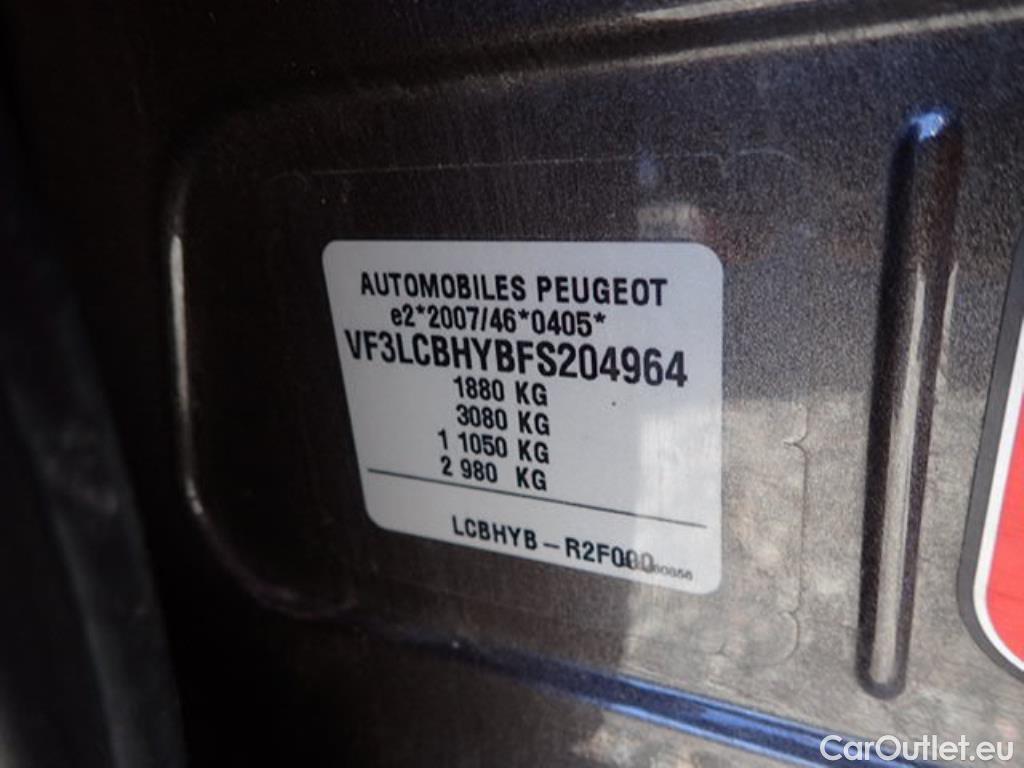 AUTOMOBILES PEUGEOT
e2*2007/46*0405*
VF3LCBHYBFS204964
1880 KG
3080 KG
1 1050 KG
2 980 KG
LCBHYB - R2F000
CarOutlet.eu